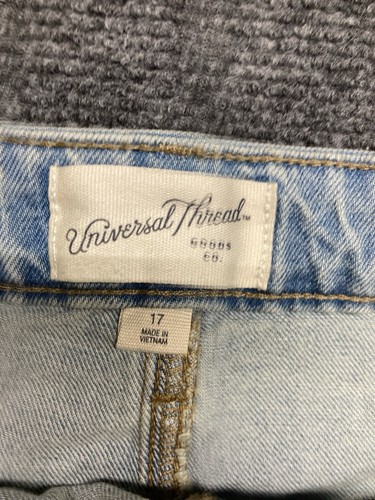 Universal Thread™
GOODS
CO.
17
MADE IN
VIETNAM